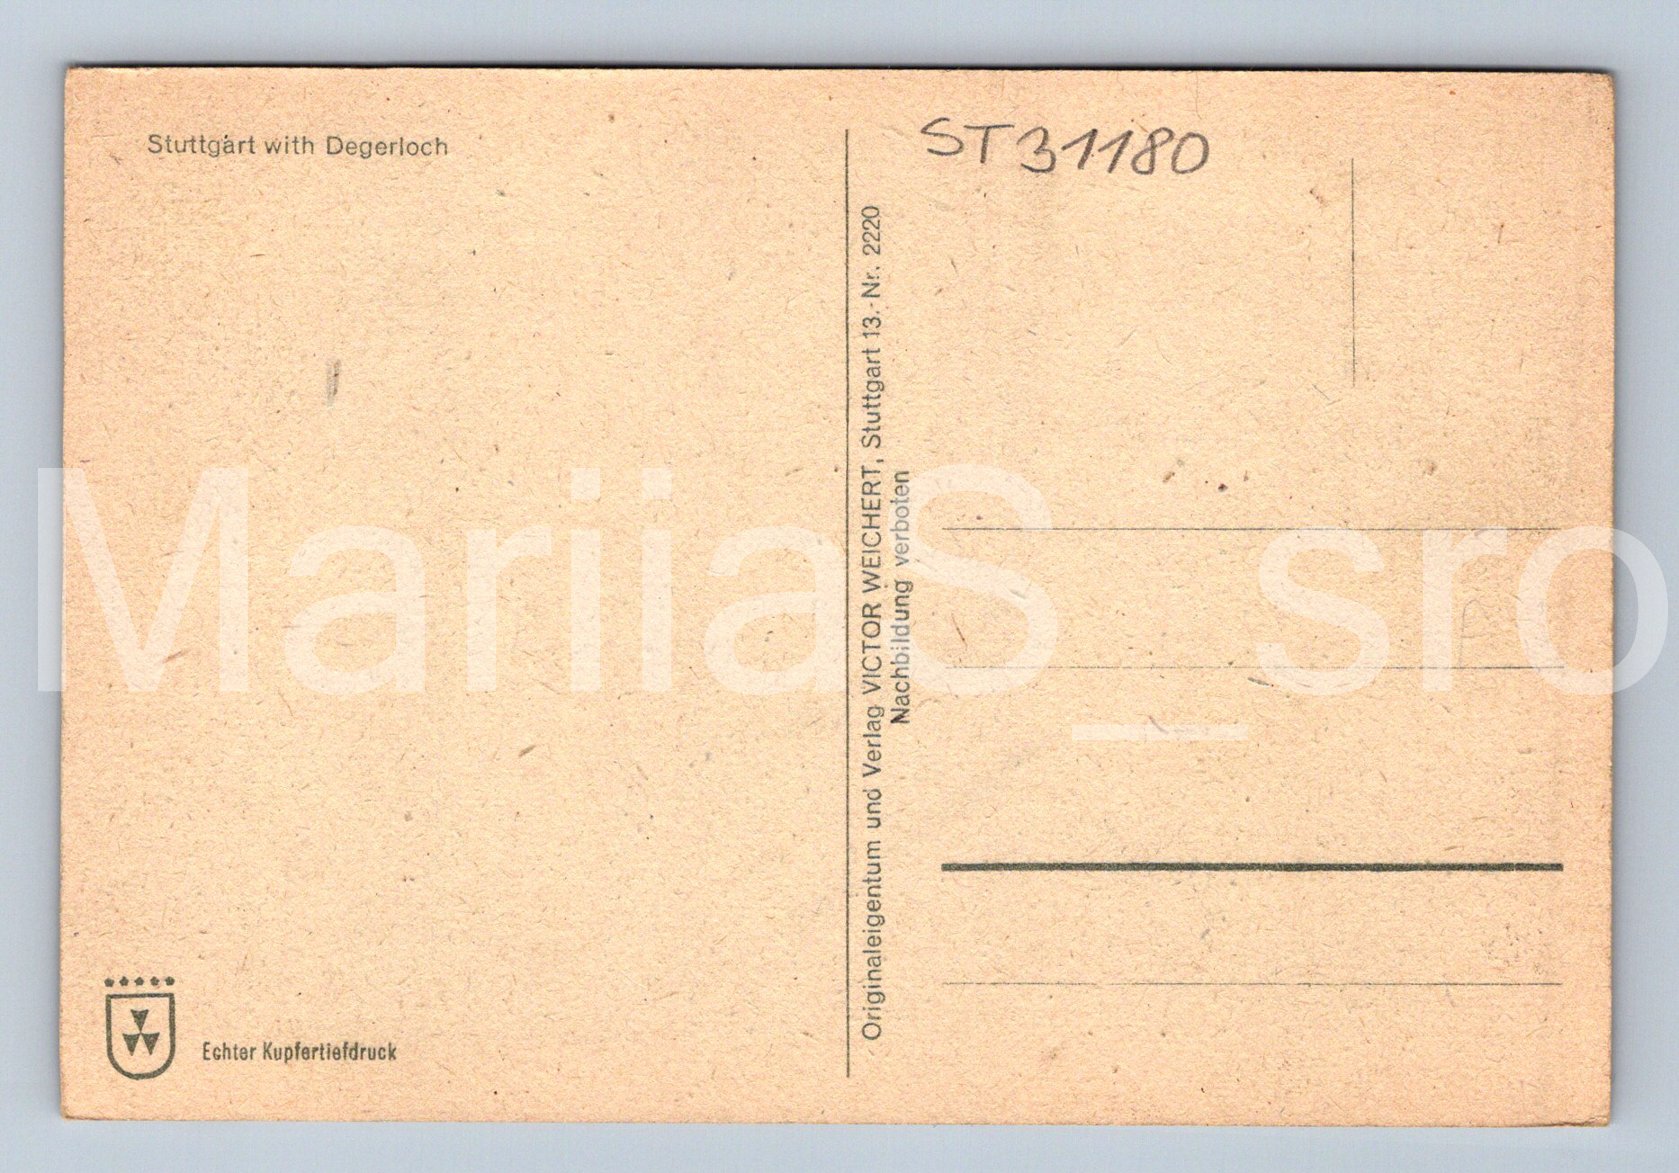 Stuttgart with Degerloch
ST31180
Originaleigentum und Verlag VICTOR WEICHERT, Stuttgart 13.-Nr. 2220
Nachbildung verboten
MariiaS_sro
Echter Kupfertiefdruck